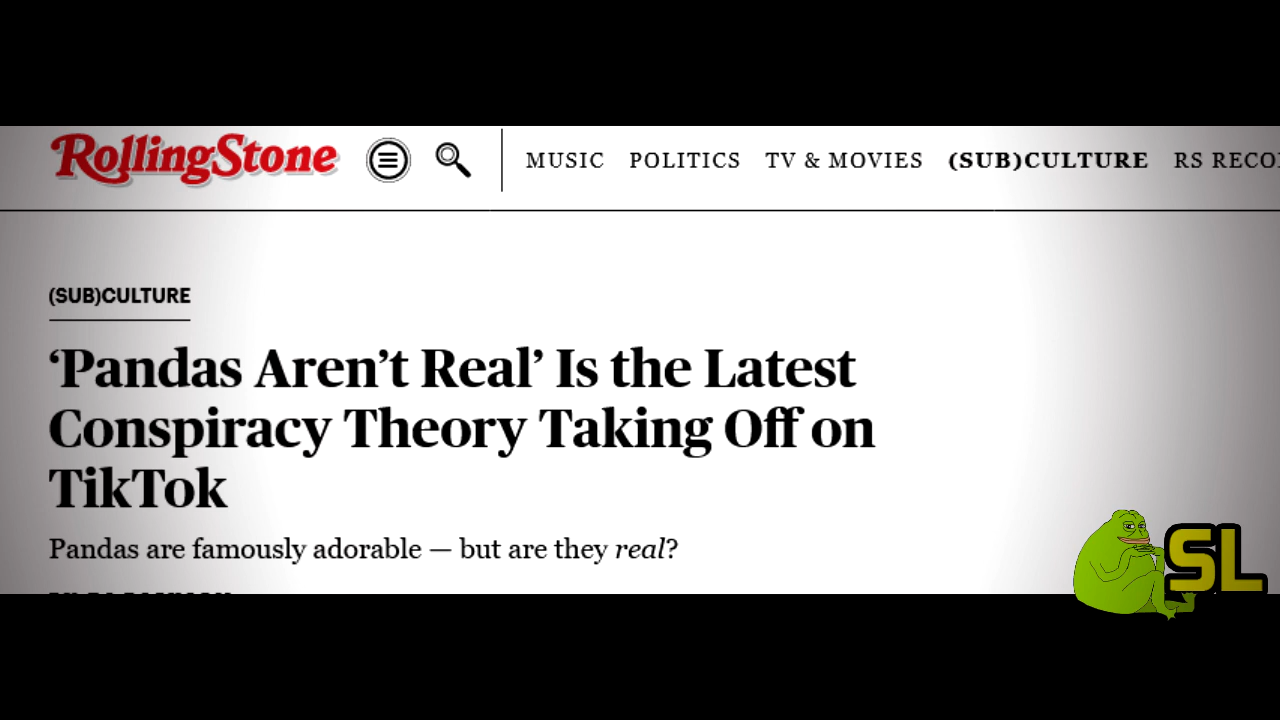 RollingStone
MUSIC POLITICS TV & MOVIES (SUB)CULTURE RS
(SUB)CULTURE
‘Pandas Aren’t Real’ Is the Latest
Conspiracy Theory Taking Off on
TikTok
Pandas are famously adorable — but are they real?
SL